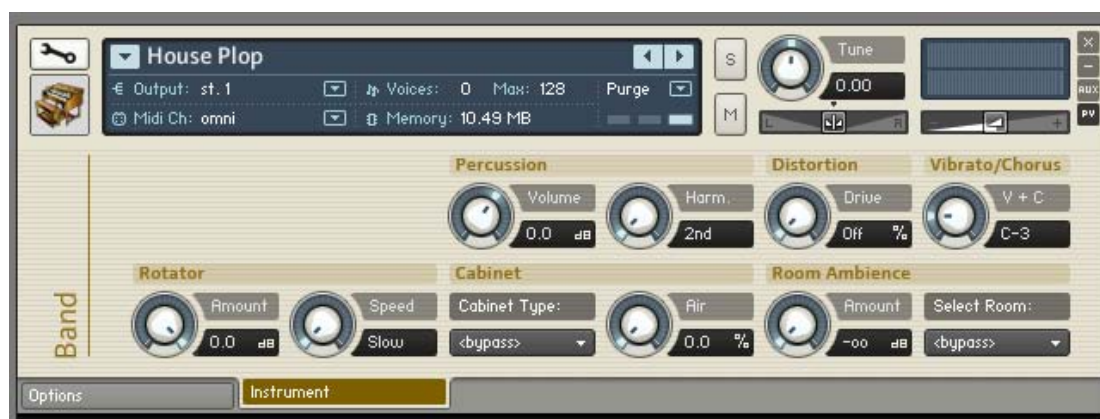 House Plop
Output: st. 1 Voices: 0 Max: 128 Purge
Midi Ch: omni Memory: 10.49 MB
S
M
Tune
0.00
L R
- +
×
-
AUX
PV
Percussion Distortion Vibrato/Chorus
Volume Harm. Drive V + C
0.0 dB 2nd Off % C-3
Rotator Cabinet Room Ambience
Amount Speed Cabinet Type: Air Amount Select Room:
0.0 dB Slow <bypass> 0.0 % -oo dB <bypass>
Band
Options Instrument